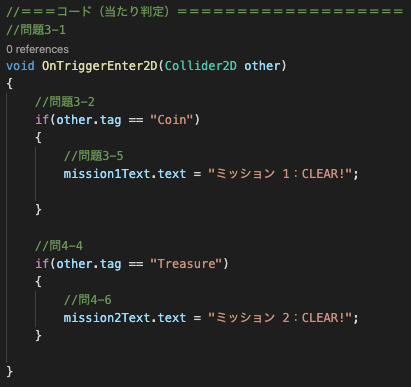 //＝＝＝コード（当たり判定）＝＝＝＝＝＝＝＝＝＝＝＝＝＝＝＝＝＝＝
//問題3-1
0 references
void OnTriggerEnter2D(Collider2D other)
{
//問題3-2
if(other.tag == "Coin")
{
//問題3-5
mission1Text.text = "ミッション 1：CLEAR!";
}
//問4-4
if(other.tag == "Treasure")
{
//問4-6
mission2Text.text = "ミッション 2：CLEAR!";
}
}